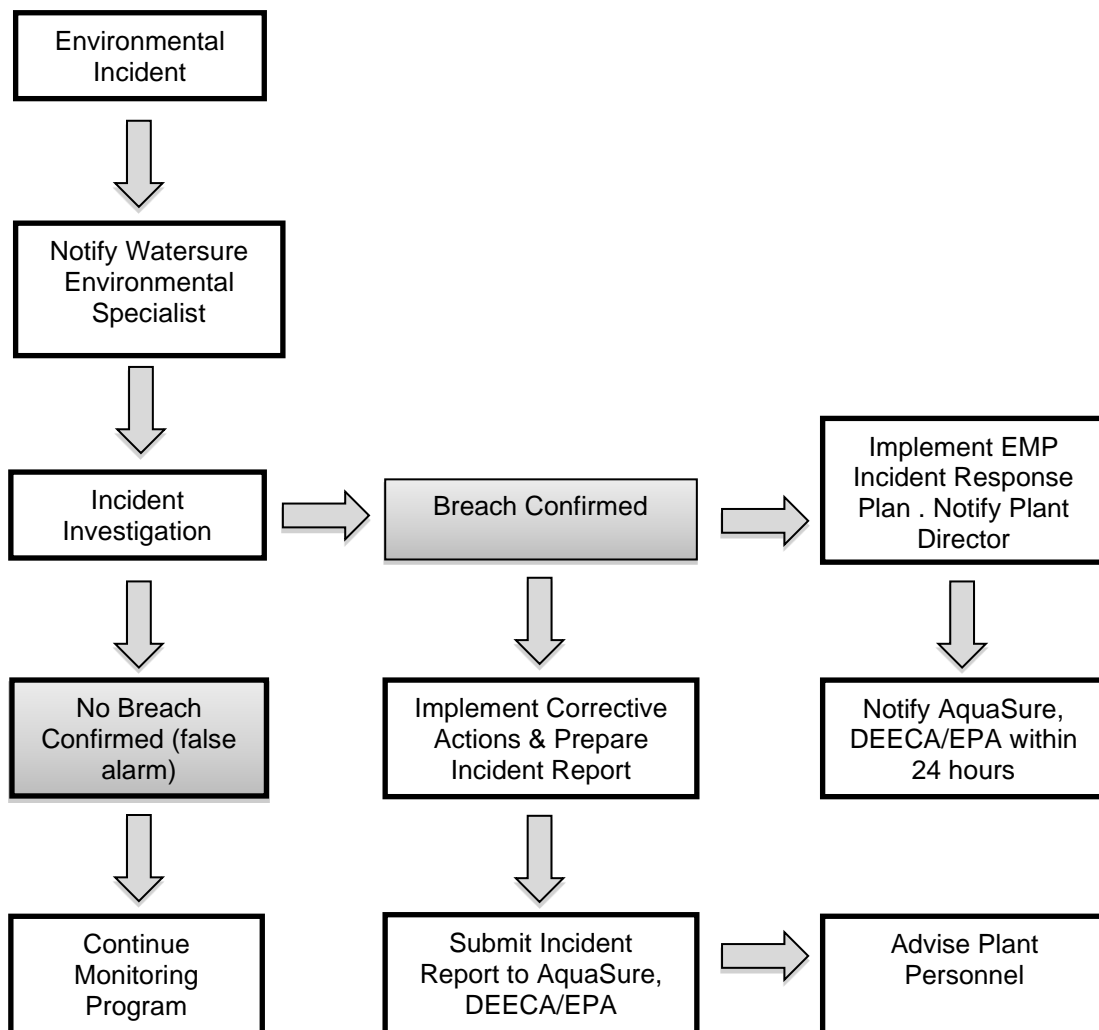 Environmental
Incident
Notify Watersure
Environmental
Specialist
Incident
Investigation
Breach Confirmed
Implement EMP
Incident Response
Plan . Notify Plant
Director
No Breach
Confirmed (false
alarm)
Implement Corrective
Actions & Prepare
Incident Report
Notify AquaSure,
DEECA/EPA within
24 hours
Continue
Monitoring
Program
Submit Incident
Report to AquaSure,
DEECA/EPA
Advise Plant
Personnel